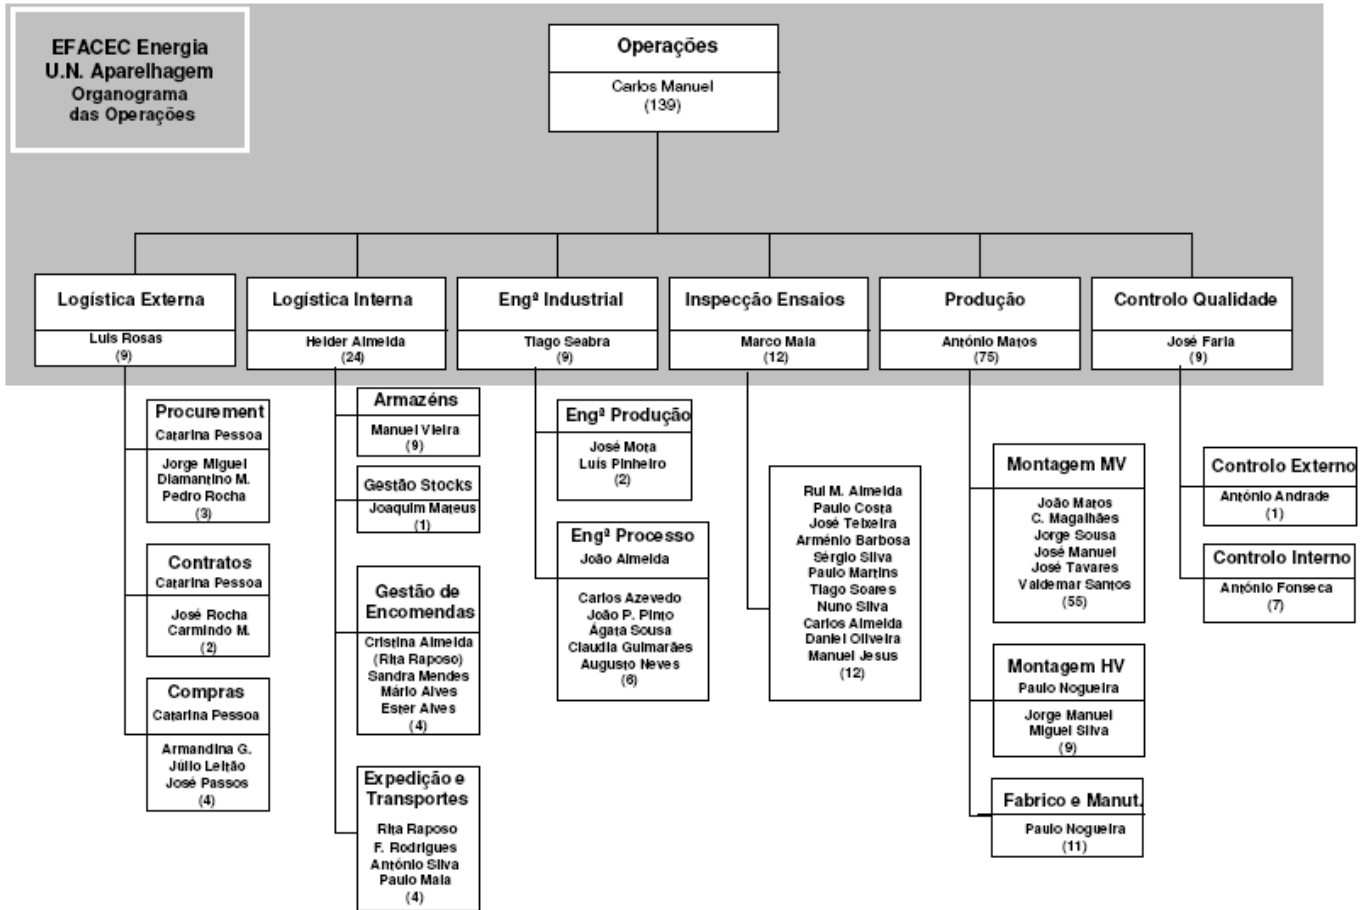 EFACEC Energia
U.N. Aparelhagem
Organograma
das Operações
Operações
Carlos Manuel
(139)
Logística Externa
Luis Rosas
(9)
Logística Interna
Helder Almeida
(24)
Engª Industrial
Tiago Seabra
(9)
Inspecção Ensaios
Marco Maia
(12)
Produção
António Matos
(75)
Controlo Qualidade
José Faria
(9)
Procurement
Catarina Pessoa
Jorge Miguel
Diamantino M.
Pedro Rocha
(3)
Contratos
Catarina Pessoa
José Rocha
Carmindo M.
(2)
Compras
Catarina Pessoa
Armandina G.
Júlio Leitão
José Passos
(4)
Armazéns
Manuel Vieira
(9)
Gestão Stocks
Joaquim Mateus
(1)
Gestão de
Encomendas
Cristina Almeida
(Rita Raposo)
Sandra Mendes
Mário Alves
Ester Alves
(4)
Expedição e
Transportes
Rita Raposo
F. Rodrigues
António Silva
Paulo Maia
(4)
Engª Produção
José Mota
Luís Pinheiro
(2)
Engª Processo
João Almeida
Carlos Azevedo
João P. Pinto
Ágata Sousa
Claudia Guimarães
Augusto Neves
(6)
Rui M. Almeida
Paulo Costa
José Teixeira
Arménio Barbosa
Sérgio Silva
Paulo Martins
Tiago Soares
Nuno Silva
Carlos Almeida
Daniel Oliveira
Manuel Jesus
(12)
Montagem MV
João Matos
C. Magalhães
Jorge Sousa
José Manuel
José Tavares
Valdemar Santos
(55)
Montagem HV
Paulo Nogueira
Jorge Manuel
Miguel Silva
(9)
Fabrico e Manut.
Paulo Nogueira
(11)
Controlo Externo
António Andrade
(1)
Controlo Interno
António Fonseca
(7)